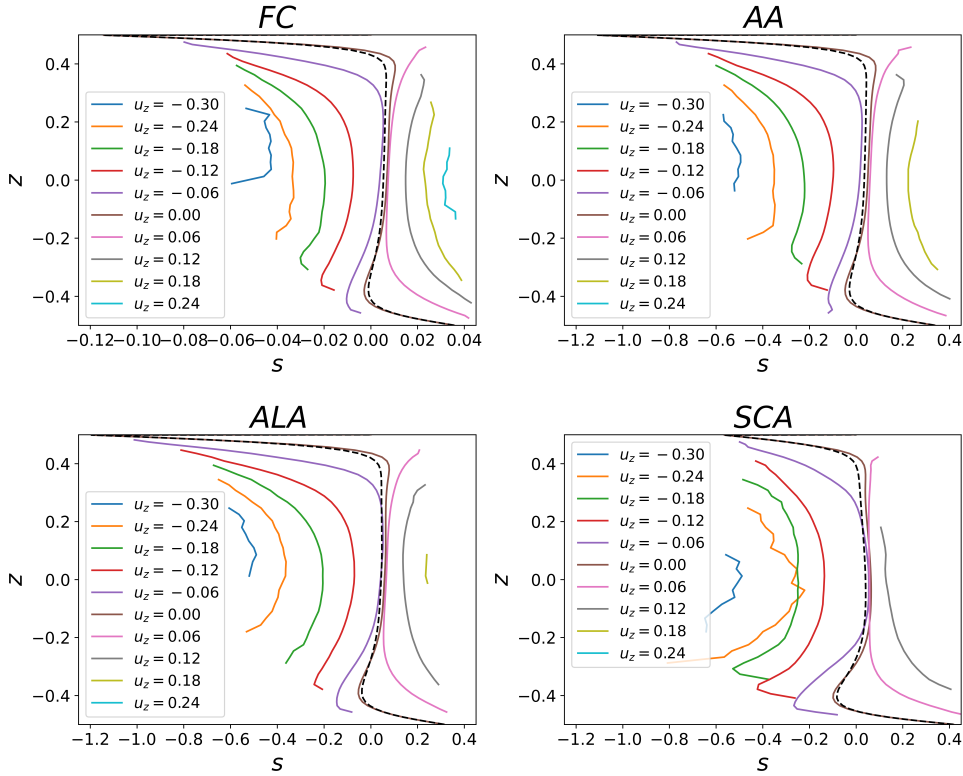 FC
z
0.4
0.2
0.0
−0.2
−0.4
u_z = −0.30
u_z = −0.24
u_z = −0.18
u_z = −0.12
u_z = −0.06
u_z = 0.00
u_z = 0.06
u_z = 0.12
u_z = 0.18
u_z = 0.24
−0.12 −0.10 −0.08 −0.06 −0.04 −0.02 0.00 0.02 0.04
s
AA
z
0.4
0.2
0.0
−0.2
−0.4
u_z = −0.30
u_z = −0.24
u_z = −0.18
u_z = −0.12
u_z = −0.06
u_z = 0.00
u_z = 0.06
u_z = 0.12
u_z = 0.18
u_z = 0.24
−1.2 −1.0 −0.8 −0.6 −0.4 −0.2 0.0 0.2 0.4
s
ALA
z
0.4
0.2
0.0
−0.2
−0.4
u_z = −0.30
u_z = −0.24
u_z = −0.18
u_z = −0.12
u_z = −0.06
u_z = 0.00
u_z = 0.06
u_z = 0.12
u_z = 0.18
u_z = 0.24
−1.2 −1.0 −0.8 −0.6 −0.4 −0.2 0.0 0.2 0.4
s
SCA
z
0.4
0.2
0.0
−0.2
−0.4
u_z = −0.30
u_z = −0.24
u_z = −0.18
u_z = −0.12
u_z = −0.06
u_z = 0.00
u_z = 0.06
u_z = 0.12
u_z = 0.18
u_z = 0.24
−1.2 −1.0 −0.8 −0.6 −0.4 −0.2 0.0 0.2 0.4
s